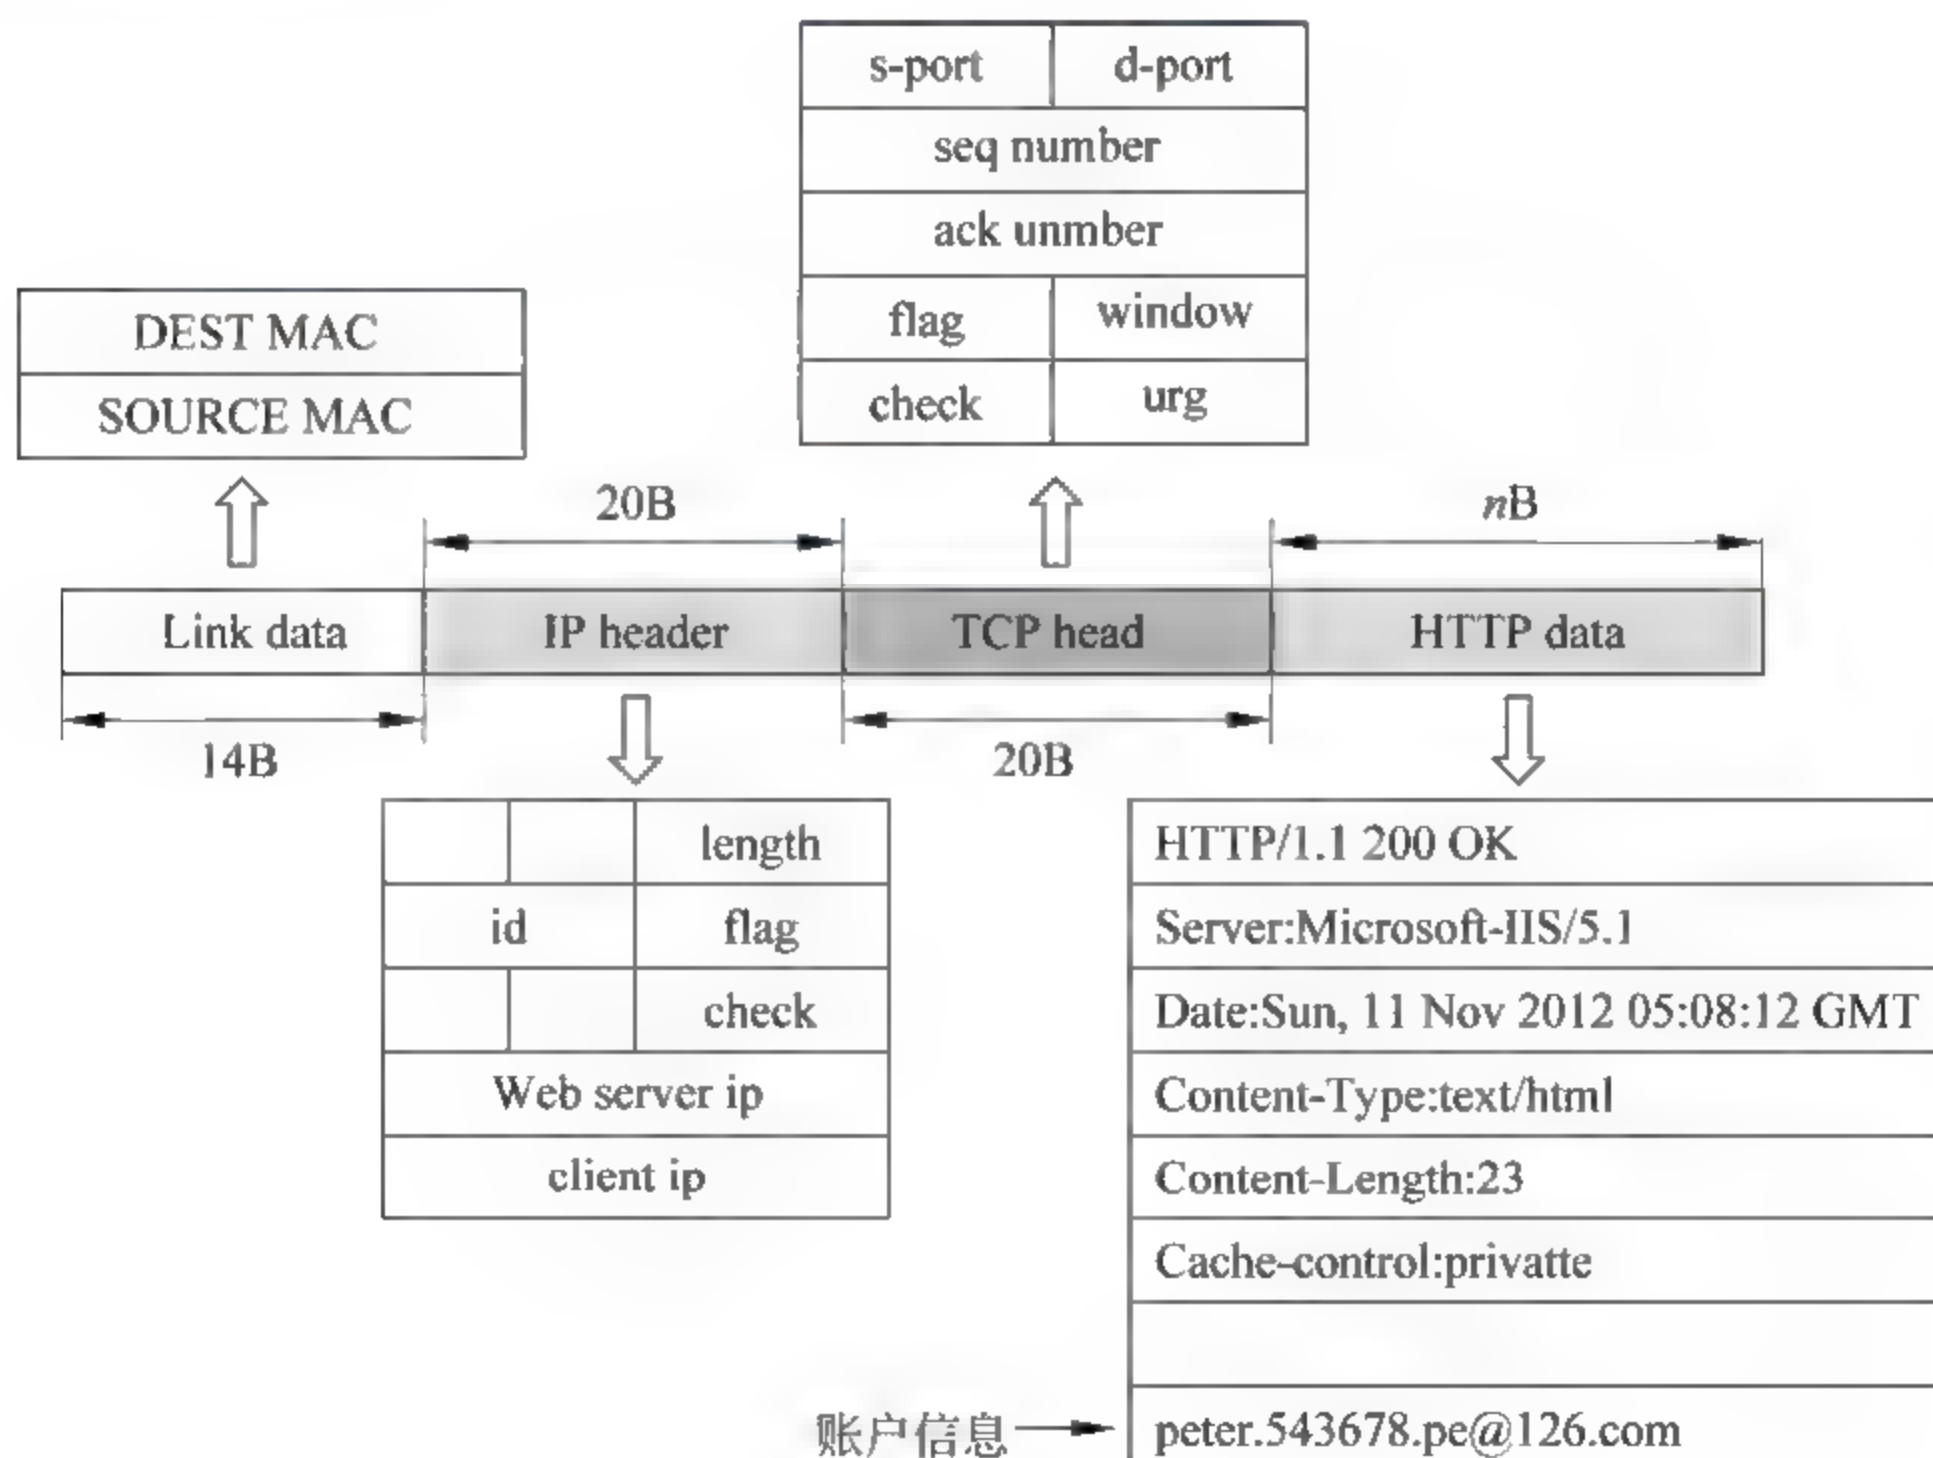 s-port d-port
seq number
ack unmber
flag window
check urg
DEST MAC
SOURCE MAC
20B nB
Link data IP header TCP head HTTP data
14B 20B
length
id flag
check
Web server ip
client ip
HTTP/1.1 200 OK
Server:Microsoft-IIS/5.1
Date:Sun, 11 Nov 2012 05:08:12 GMT
Content-Type:text/html
Content-Length:23
Cache-control:privatte
账户信息 peter.543678.pe@126.com